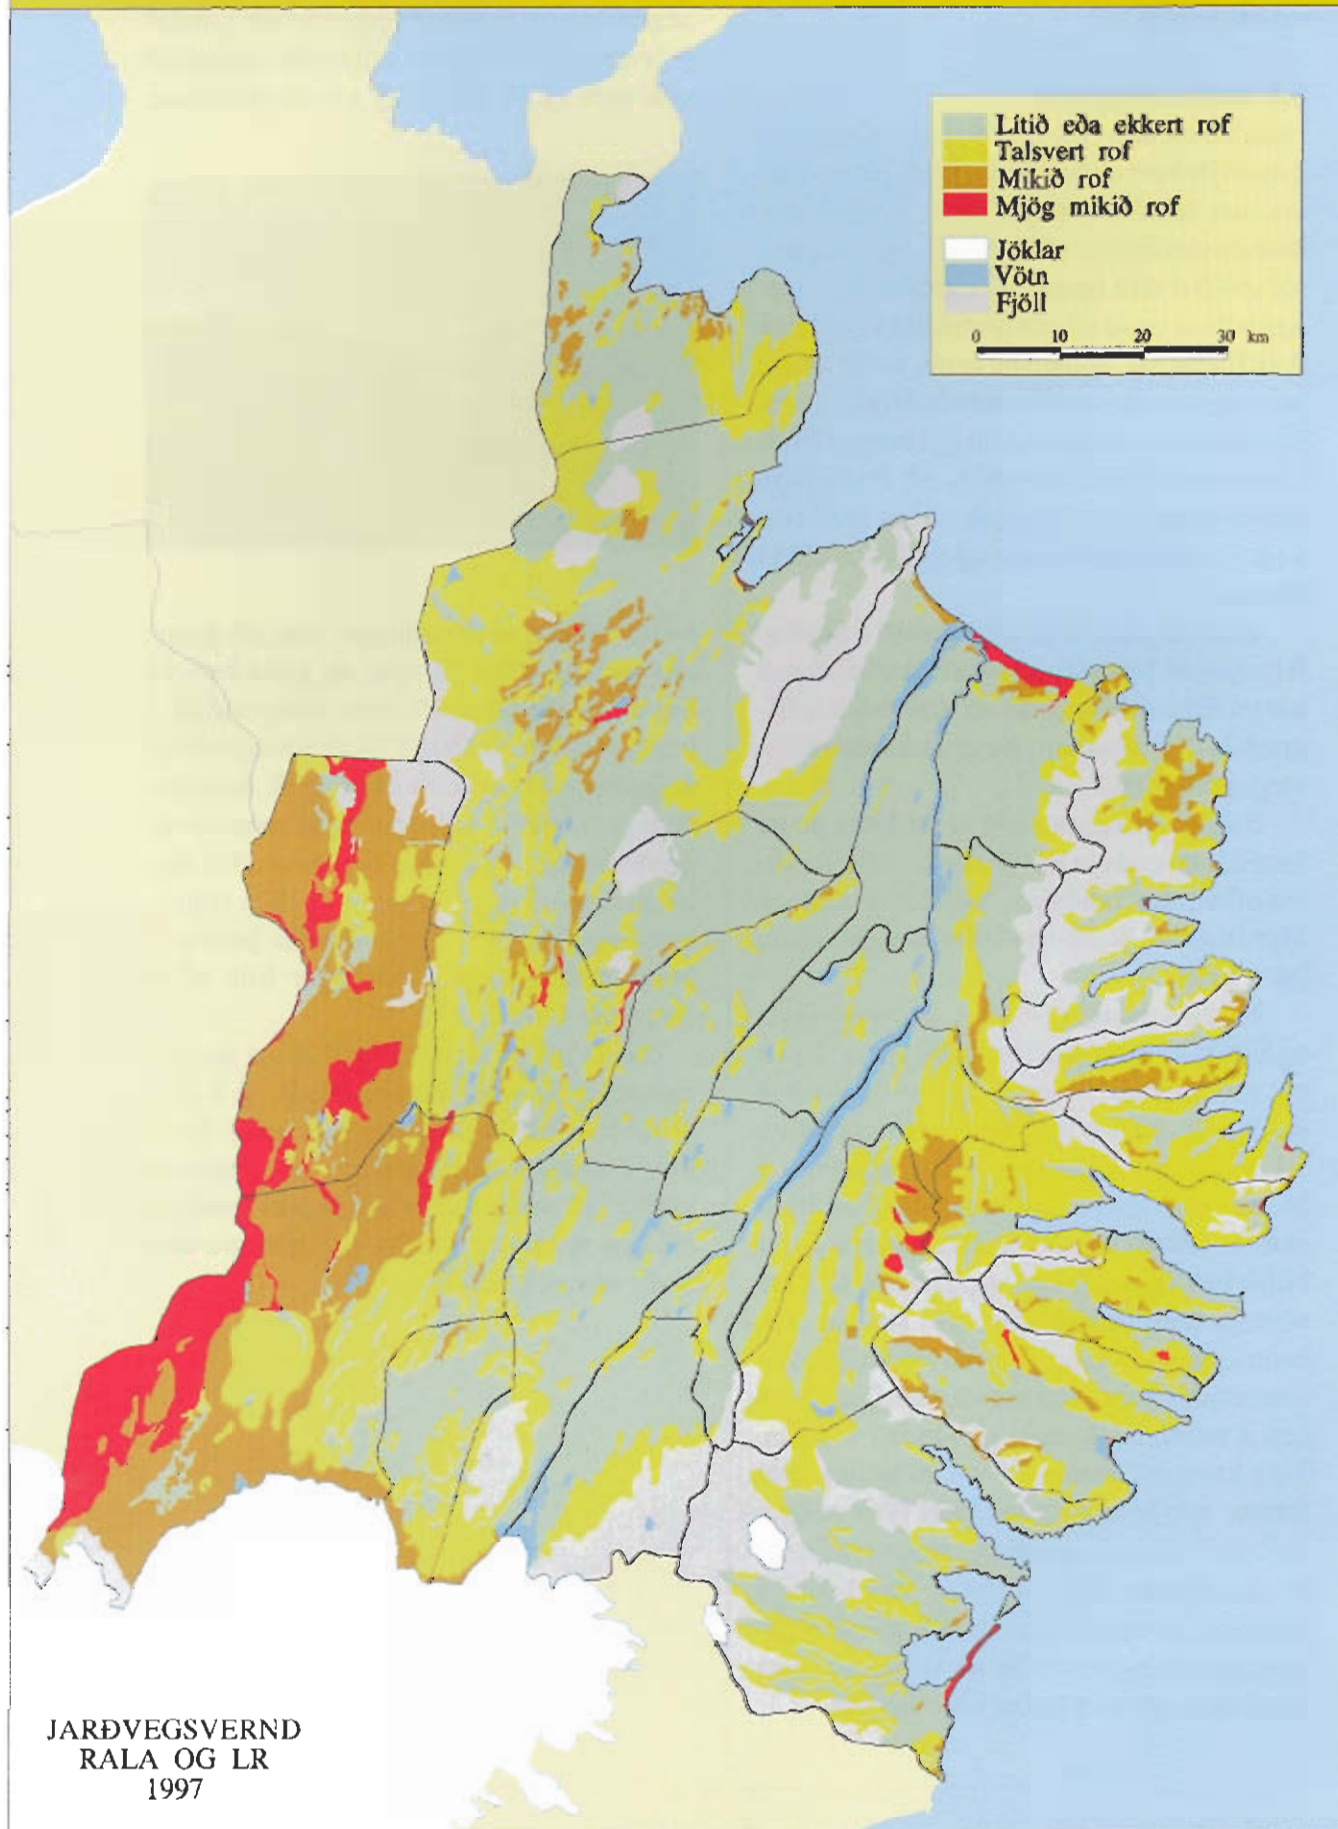 Lítið eða ekkert rof
Talsvert rof
Mikið rof
Mjög mikið rof
Jöklar
Vötn
Fjöll
0 10 20 30 km
JARÐVEGSVERND
RALA OG LR
1997